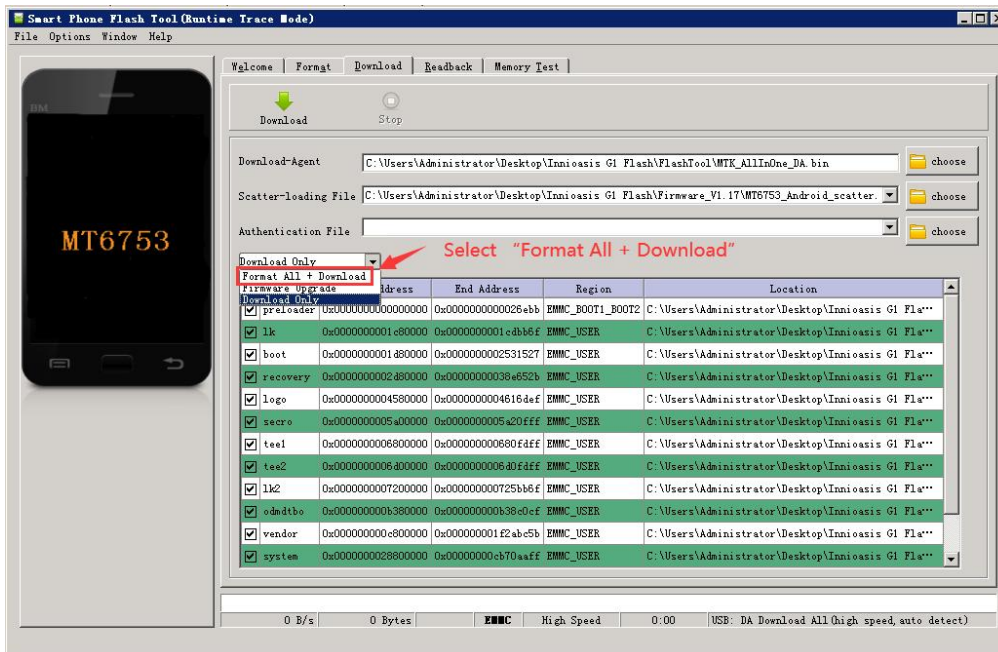 Smart Phone Flash Tool(Runtime Trace Mode)
File Options Window Help
Welcome Format Download Readback Memory Test
BM
Download Stop
Download-Agent C:\Users\Administrator\Desktop\Innioasis G1 Flash\FlashTool\MTK_AllInOne_DA.bin choose
Scatter-loading File C:\Users\Administrator\Desktop\Innioasis G1 Flash\Firmware_V1.17\MT6753_Android_scatter. choose
Authentication File choose
MT6753
Select “Format All + Download”
Download Only
Format All + Download
Firmware Upgrade
Download Only
ddress End Address Region Location
preloader 0x0000000000000000 0x0000000000026ebb EMMC_BOOT1_BOOT2 C:\Users\Administrator\Desktop\Innioasis G1 Fla...
lk 0x0000000001c80000 0x0000000001cdbb6f EMMC_USER C:\Users\Administrator\Desktop\Innioasis G1 Fla...
boot 0x0000000001d80000 0x0000000002531527 EMMC_USER C:\Users\Administrator\Desktop\Innioasis G1 Fla...
recovery 0x0000000002d80000 0x00000000038e652b EMMC_USER C:\Users\Administrator\Desktop\Innioasis G1 Fla...
logo 0x0000000004580000 0x0000000004616def EMMC_USER C:\Users\Administrator\Desktop\Innioasis G1 Fla...
secro 0x0000000005a00000 0x0000000005a20fff EMMC_USER C:\Users\Administrator\Desktop\Innioasis G1 Fla...
tee1 0x0000000006800000 0x000000000680fdff EMMC_USER C:\Users\Administrator\Desktop\Innioasis G1 Fla...
tee2 0x0000000006d00000 0x0000000006d0fdff EMMC_USER C:\Users\Administrator\Desktop\Innioasis G1 Fla...
lk2 0x0000000007200000 0x000000000725bb6f EMMC_USER C:\Users\Administrator\Desktop\Innioasis G1 Fla...
odmdtbo 0x000000000b380000 0x000000000b38c0cf EMMC_USER C:\Users\Administrator\Desktop\Innioasis G1 Fla...
vendor 0x000000000c800000 0x000000001f2abc5b EMMC_USER C:\Users\Administrator\Desktop\Innioasis G1 Fla...
system 0x0000000028800000 0x00000000cb70aaff EMMC_USER C:\Users\Administrator\Desktop\Innioasis G1 Fla...
0 B/s 0 Bytes EMMC High Speed 0:00 USB: DA Download All(high speed,auto detect)